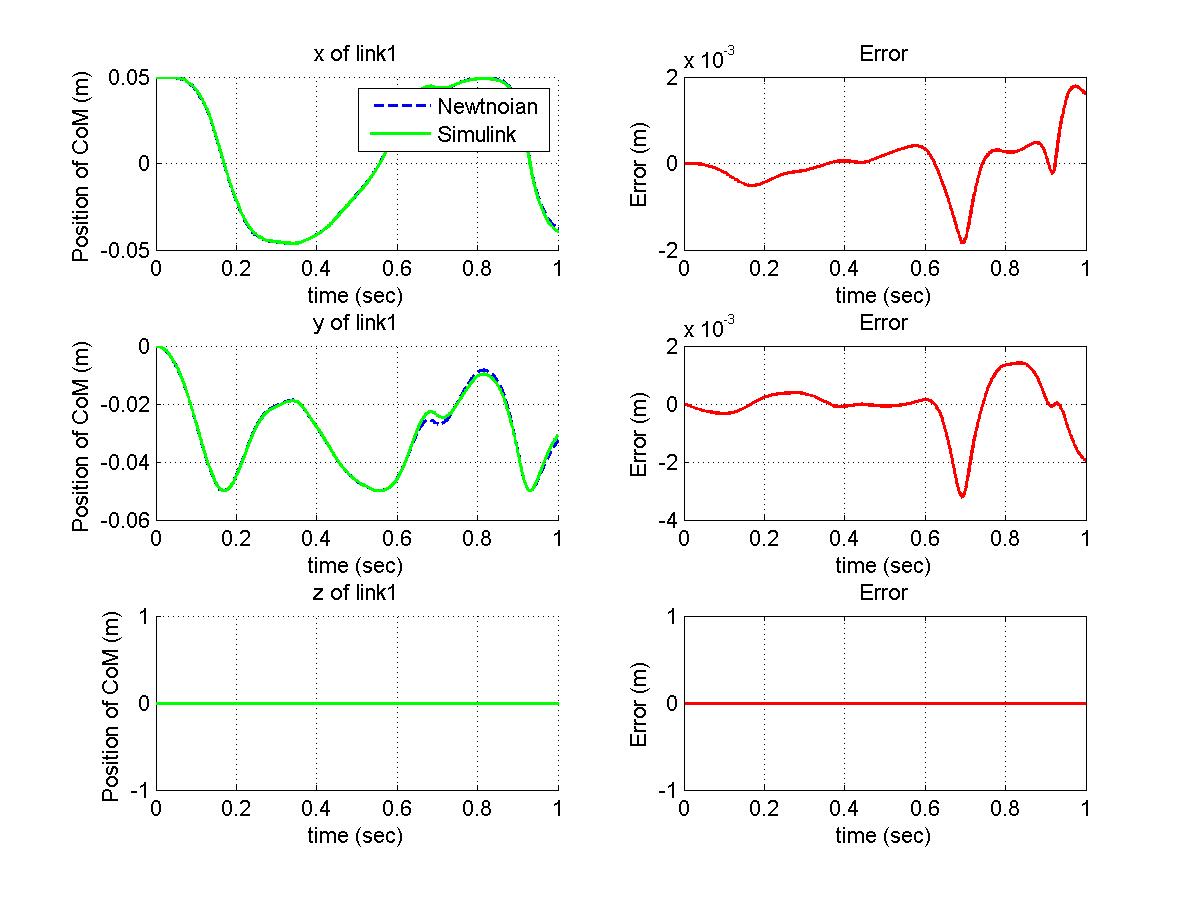 x of link1
Position of CoM (m)
0.05
0
-0.05
0 0.2 0.4 0.6 0.8 1
time (sec)
Newtnoian
Simulink
Error
x 10-3
Error (m)
2
0
-2
0 0.2 0.4 0.6 0.8 1
time (sec)
y of link1
Position of CoM (m)
0
-0.02
-0.04
-0.06
0 0.2 0.4 0.6 0.8 1
time (sec)
Error
x 10-3
Error (m)
2
0
-2
-4
0 0.2 0.4 0.6 0.8 1
time (sec)
z of link1
Position of CoM (m)
1
0
-1
0 0.2 0.4 0.6 0.8 1
time (sec)
Error
Error (m)
1
0
-1
0 0.2 0.4 0.6 0.8 1
time (sec)